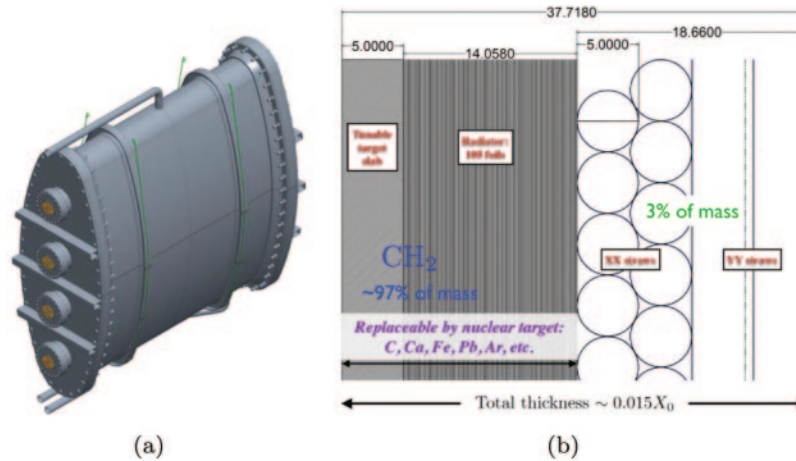 37.7180
18.6600
5.0000
14.0580
5.0000
Tunable
target
slab
Radiator:
105 foils
3% of mass
XX straws
YY straws
CH2
~97% of mass
Replaceable by nuclear target:
C, Ca, Fe, Pb, Ar, etc.
Total thickness ~ 0.015X0
(a)
(b)